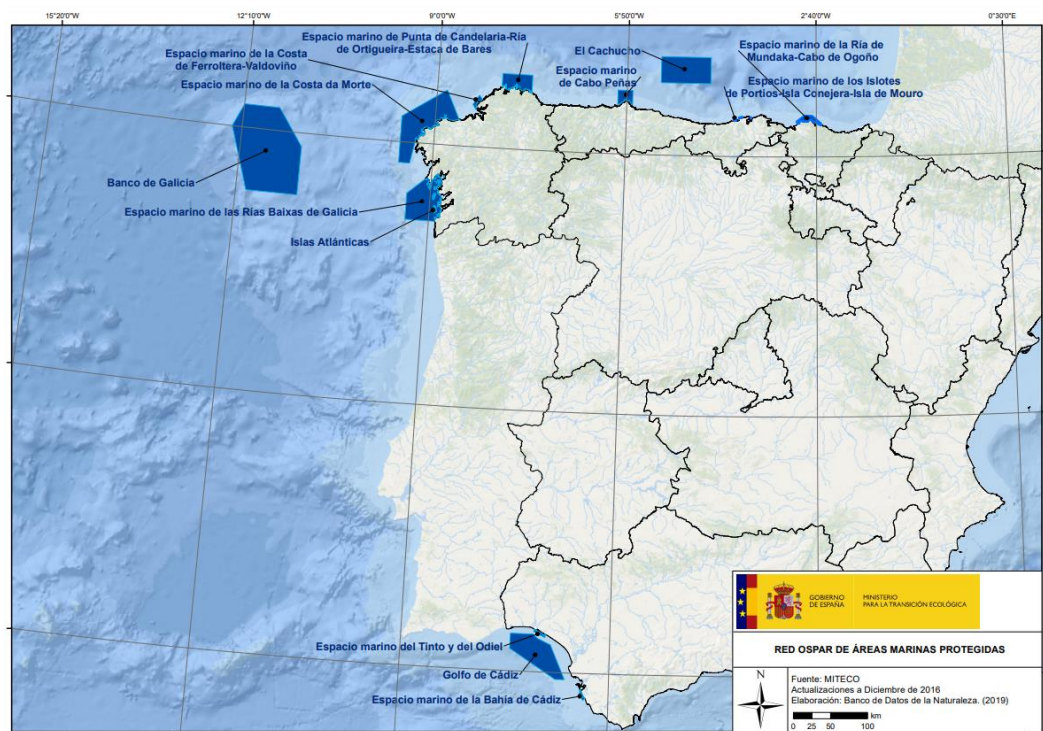 15°20'0"W
12°10'0"W
9°0'0"W
5°50'0"W
2°40'0"W
0°30'0"E
Espacio marino de Punta de Candelaria-Ría
de Ortigueira-Estaca de Bares
Espacio marino de la Costa
de Ferroltera-Valdoviño
Espacio marino de la Costa da Morte
El Cachucho
Espacio marino
de Cabo Peñas
Espacio marino de la Ría de
Mundaka-Cabo de Ogoño
Espacio marino de los Islotes
de Portios-Isla Conejera-Isla de Mouro
Banco de Galicia
Espacio marino de las Rías Baixas de Galicia
Islas Atlánticas
Espacio marino del Tinto y del Odiel
Golfo de Cádiz
Espacio marino de la Bahía de Cádiz
GOBIERNO
DE ESPAÑA
MINISTERIO
PARA LA TRANSICIÓN ECOLÓGICA
RED OSPAR DE ÁREAS MARINAS PROTEGIDAS
N
Fuente: MITECO
Actualizaciones a Diciembre de 2016
Elaboración: Banco de Datos de la Naturaleza. (2019)
km
0 25 50 100